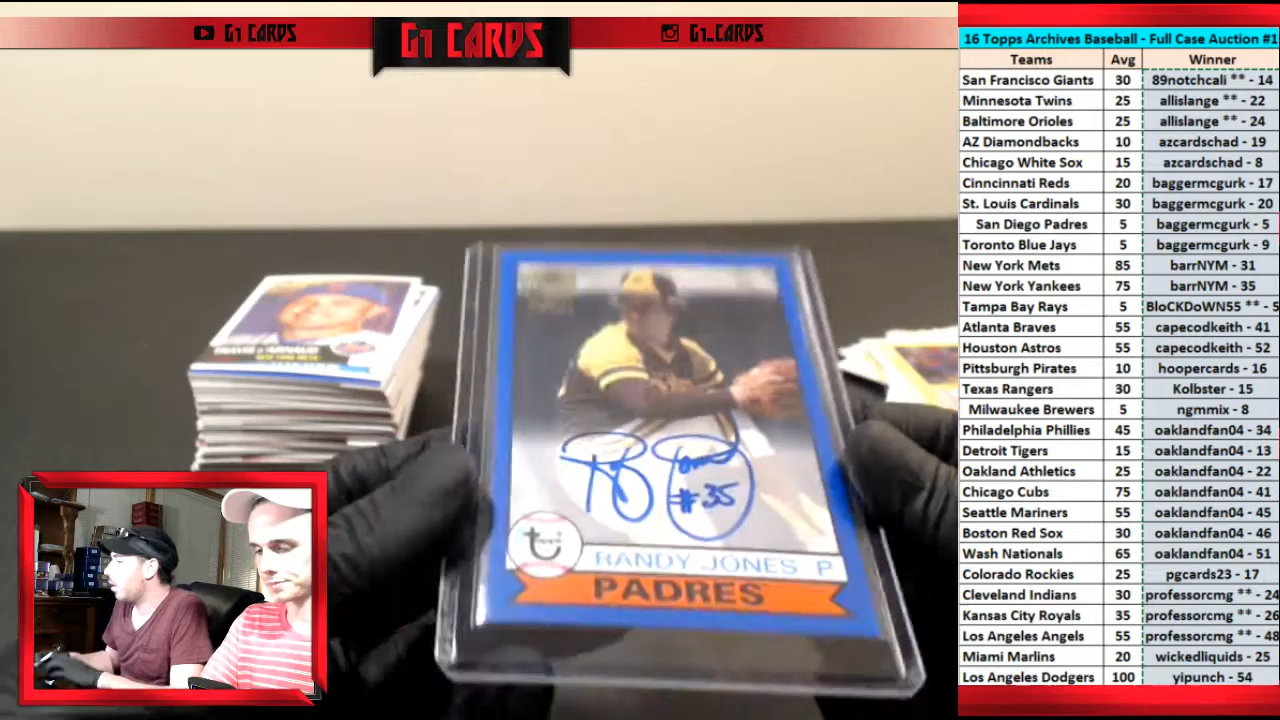 G1 CARDS
G1 CARDS
G1_CARDS
RANDY JONES P
PADRES
#35
NEW YORK METS
16 Topps Archives Baseball - Full Case Auction #1
Teams Avg Winner
San Francisco Giants 30 89notchcali ** - 14
Minnesota Twins 25 allislange ** - 22
Baltimore Orioles 25 allislange ** - 24
AZ Diamondbacks 10 azcardschad - 19
Chicago White Sox 15 azcardschad - 8
Cinncinnati Reds 20 baggermcgurk - 17
St. Louis Cardinals 30 baggermcgurk - 20
San Diego Padres 5 baggermcgurk - 5
Toronto Blue Jays 5 baggermcgurk - 9
New York Mets 85 barrNYM - 31
New York Yankees 75 barrNYM - 35
Tampa Bay Rays 5 BloCKDoWN55 ** - 5
Atlanta Braves 55 capecodkeith - 41
Houston Astros 55 capecodkeith - 52
Pittsburgh Pirates 10 hoopercards - 16
Texas Rangers 30 Kolbster - 15
Milwaukee Brewers 5 ngmmix - 8
Philadelphia Phillies 45 oaklandfan04 - 34
Detroit Tigers 15 oaklandfan04 - 13
Oakland Athletics 25 oaklandfan04 - 22
Chicago Cubs 75 oaklandfan04 - 41
Seattle Mariners 55 oaklandfan04 - 45
Boston Red Sox 30 oaklandfan04 - 46
Wash Nationals 65 oaklandfan04 - 51
Colorado Rockies 25 pgcards23 - 17
Cleveland Indians 30 professorcmg ** - 24
Kansas City Royals 35 professorcmg ** - 26
Los Angeles Angels 55 professorcmg ** - 48
Miami Marlins 20 wickedliquids - 25
Los Angeles Dodgers 100 yipunch - 54